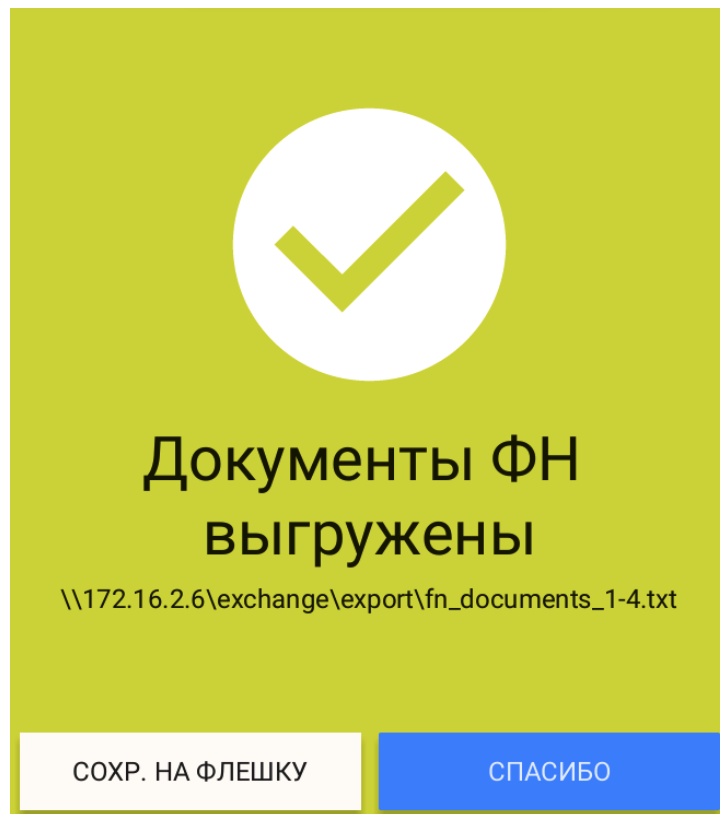 Документы ФН
выгружены
\\172.16.2.6\exchange\export\fn_documents_1-4.txt
СОХР. НА ФЛЕШКУ
СПАСИБО